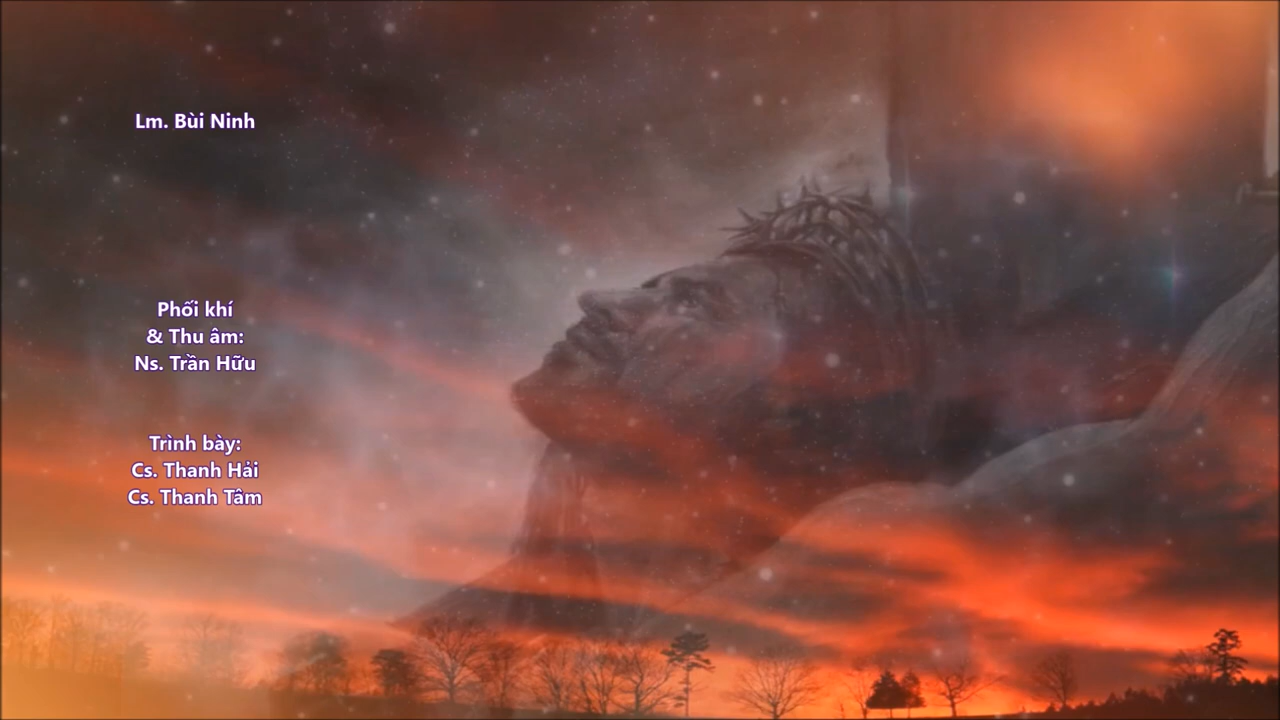 Lm. Bùi Ninh
Phối khí
& Thu âm:
Ns. Trần Hữu
Trình bày:
Cs. Thanh Hải
Cs. Thanh Tâm